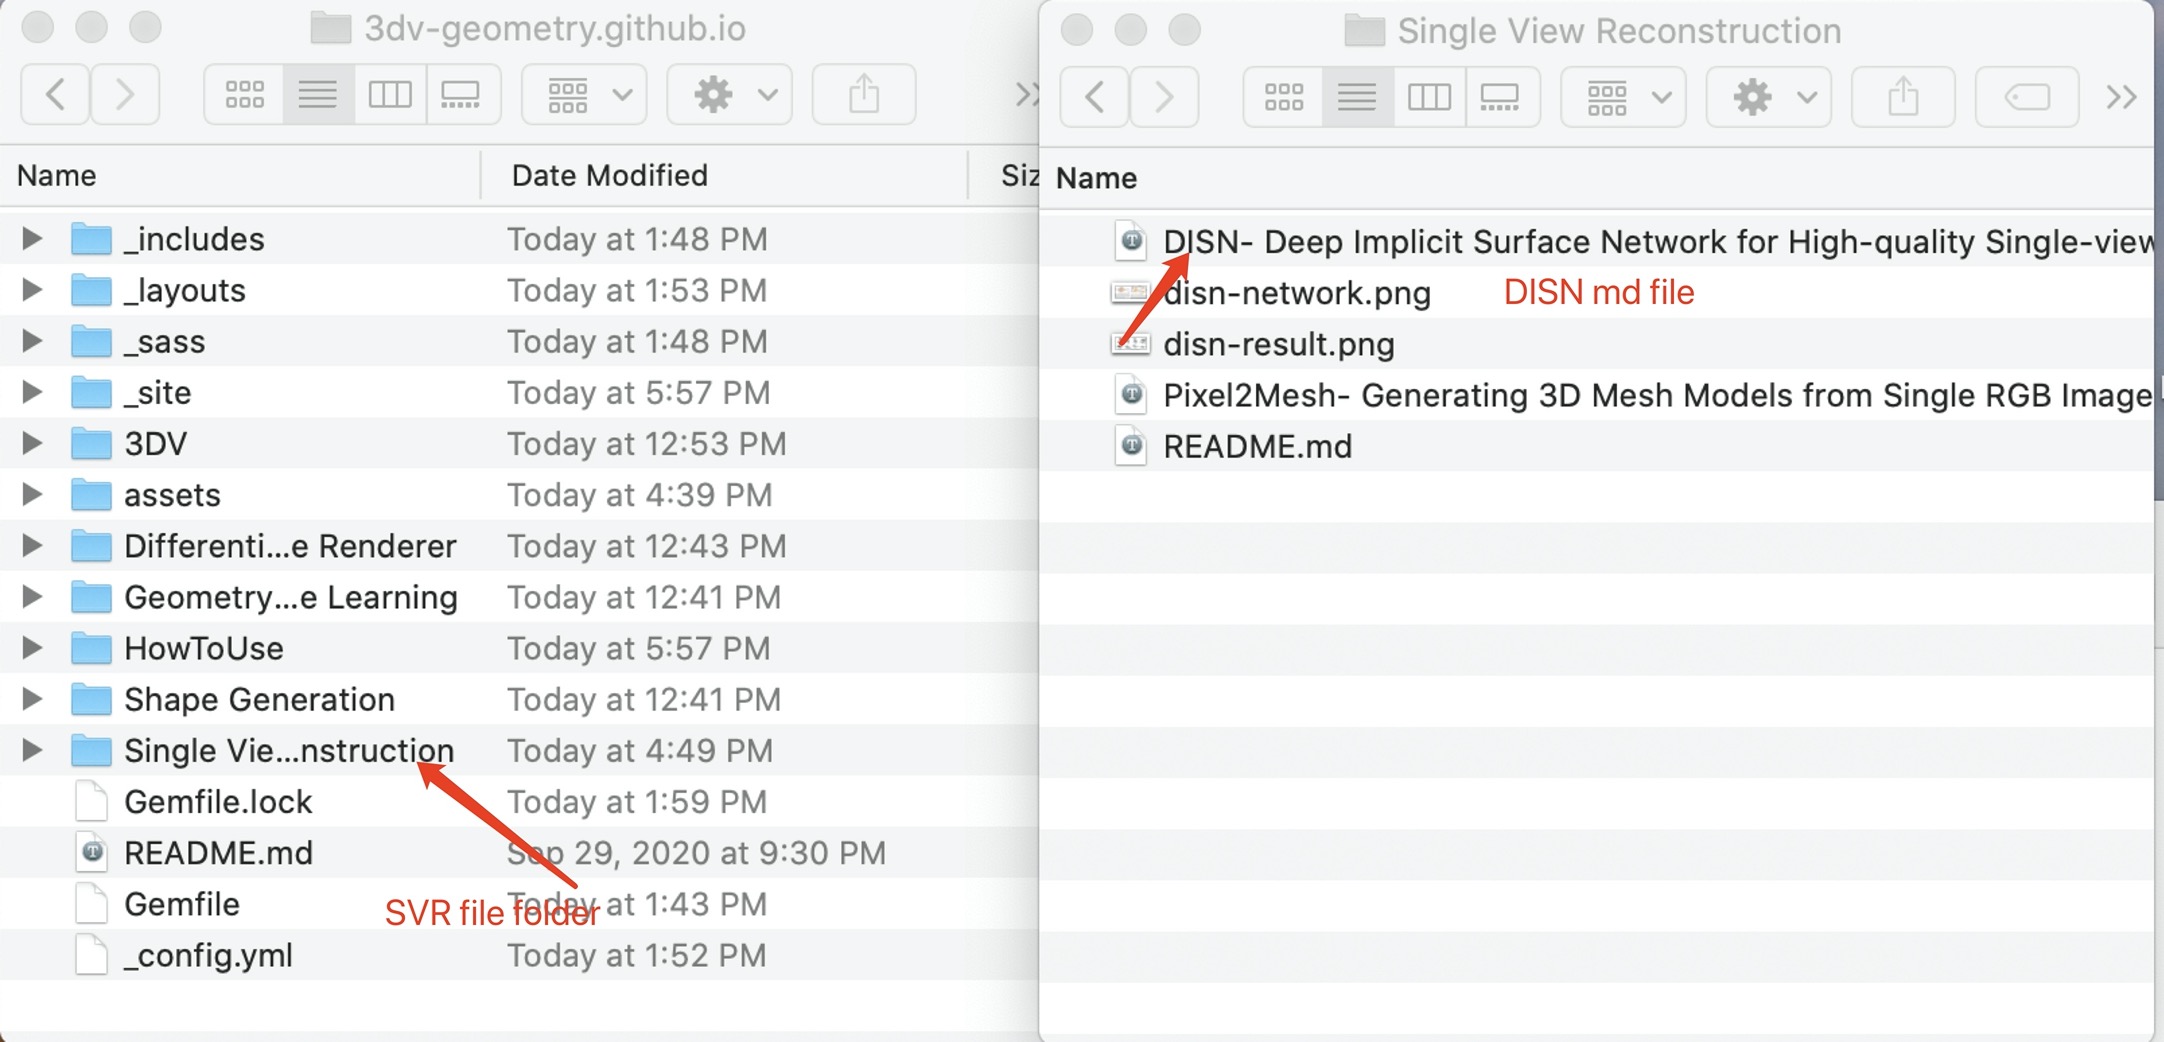 3dv-geometry.github.io
Name Date Modified Siz
_includes Today at 1:48 PM
_layouts Today at 1:53 PM
_sass Today at 1:48 PM
_site Today at 5:57 PM
3DV Today at 12:53 PM
assets Today at 4:39 PM
Differenti...e Renderer Today at 12:43 PM
Geometry...e Learning Today at 12:41 PM
HowToUse Today at 5:57 PM
Shape Generation Today at 12:41 PM
Single Vie...nstruction Today at 4:49 PM
Gemfile.lock Today at 1:59 PM
README.md Sep 29, 2020 at 9:30 PM
Gemfile Today at 1:43 PM
SVR file folder
_config.yml Today at 1:52 PM
Single View Reconstruction
Name
DISN- Deep Implicit Surface Network for High-quality Single-view
disn-network.png
DISN md file
disn-result.png
Pixel2Mesh- Generating 3D Mesh Models from Single RGB Image
README.md